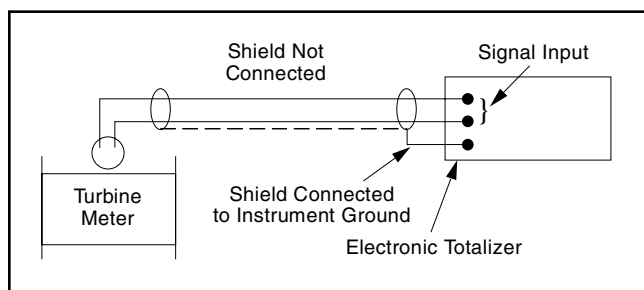 Shield Not
Connected
Signal Input
}
Turbine
Meter
Shield Connected
to Instrument Ground
Electronic Totalizer